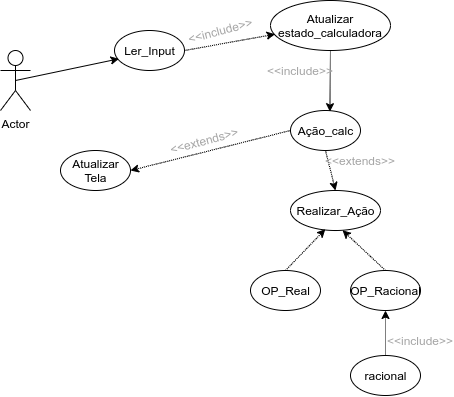 Atualizar
estado_calculadora
<<include>>
Ler_Input
<<include>>
Actor
Ação_calc
<<extends>>
<<extends>>
Atualizar
Tela
Realizar_Ação
OP_Real
OP_Racional
<<include>>
racional